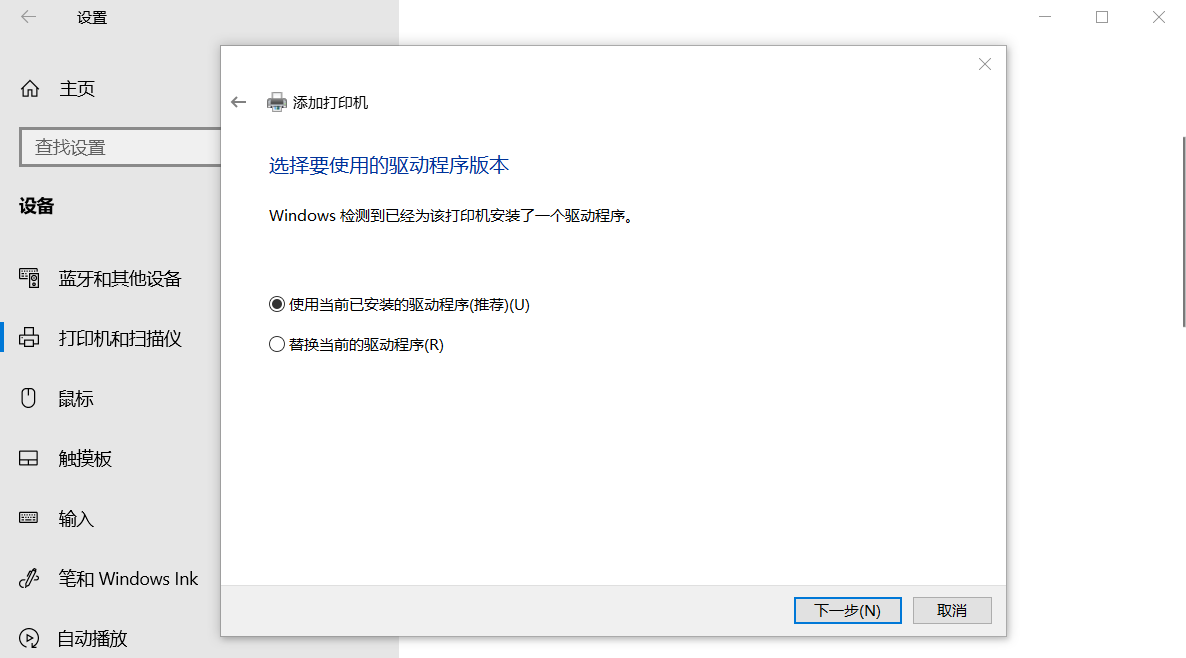 设置
主页
查找设置
设备
蓝牙和其他设备
打印机和扫描仪
鼠标
触摸板
输入
笔和 Windows Ink
自动播放
添加打印机
选择要使用的驱动程序版本
Windows 检测到已经为该打印机安装了一个驱动程序。
使用当前已安装的驱动程序(推荐)(U)
替换当前的驱动程序(R)
下一步(N)
取消